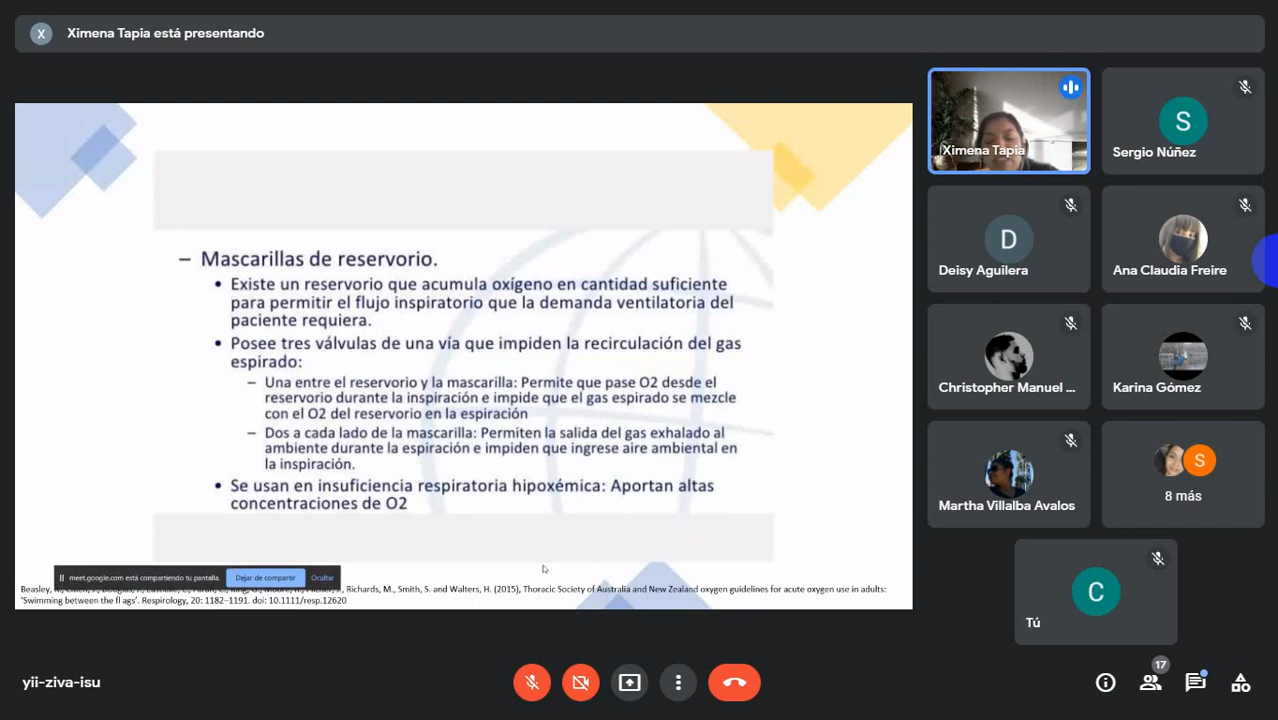 X
Ximena Tapia está presentando
– Mascarillas de reservorio.
• Existe un reservorio que acumula oxígeno en cantidad suficiente
para permitir el flujo inspiratorio que la demanda ventilatoria del
paciente requiera.
• Posee tres válvulas de una vía que impiden la recirculación del gas
espirado:
– Una entre el reservorio y la mascarilla: Permite que pase O2 desde el
reservorio durante la inspiración e impide que el gas espirado se mezcle
con el O2 del reservorio en la espiración
– Dos a cada lado de la mascarilla: Permiten la salida del gas exhalado al
ambiente durante la espiración e impiden que ingrese aire ambiental en
la inspiración.
• Se usan en insuficiencia respiratoria hipoxémica: Aportan altas
concentraciones de O2
meet.google.com está compartiendo tu pantalla.
Dejar de compartir
Ocultar
Beasley, Richards, M., Smith, S. and Walters, H. (2015), Thoracic Society of Australia and New Zealand oxygen guidelines for acute oxygen use in adults:
'Swimming between the fl ags'. Respirology, 20: 1182–1191. doi: 10.1111/resp.12620
Ximena Tapia
S
Sergio Núñez
D
Deisy Aguilera
Ana Claudia Freire
Christopher Manuel ...
Karina Gómez
Martha Villalba Avalos
S
8 más
C
Tú
yii-ziva-isu
17